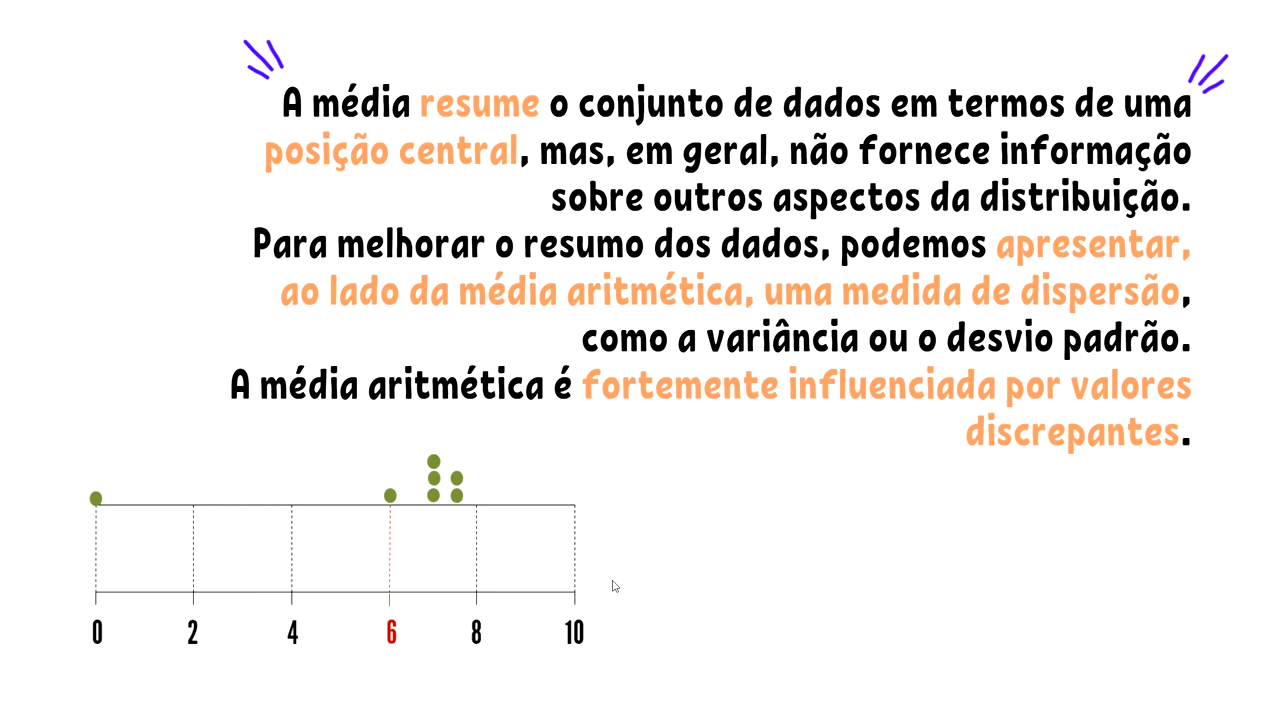 A média resume o conjunto de dados em termos de uma
posição central, mas, em geral, não fornece informação
sobre outros aspectos da distribuição.
Para melhorar o resumo dos dados, podemos apresentar,
ao lado da média aritmética, uma medida de dispersão,
como a variância ou o desvio padrão.
A média aritmética é fortemente influenciada por valores
discrepantes.
0 2 4 6 8 10